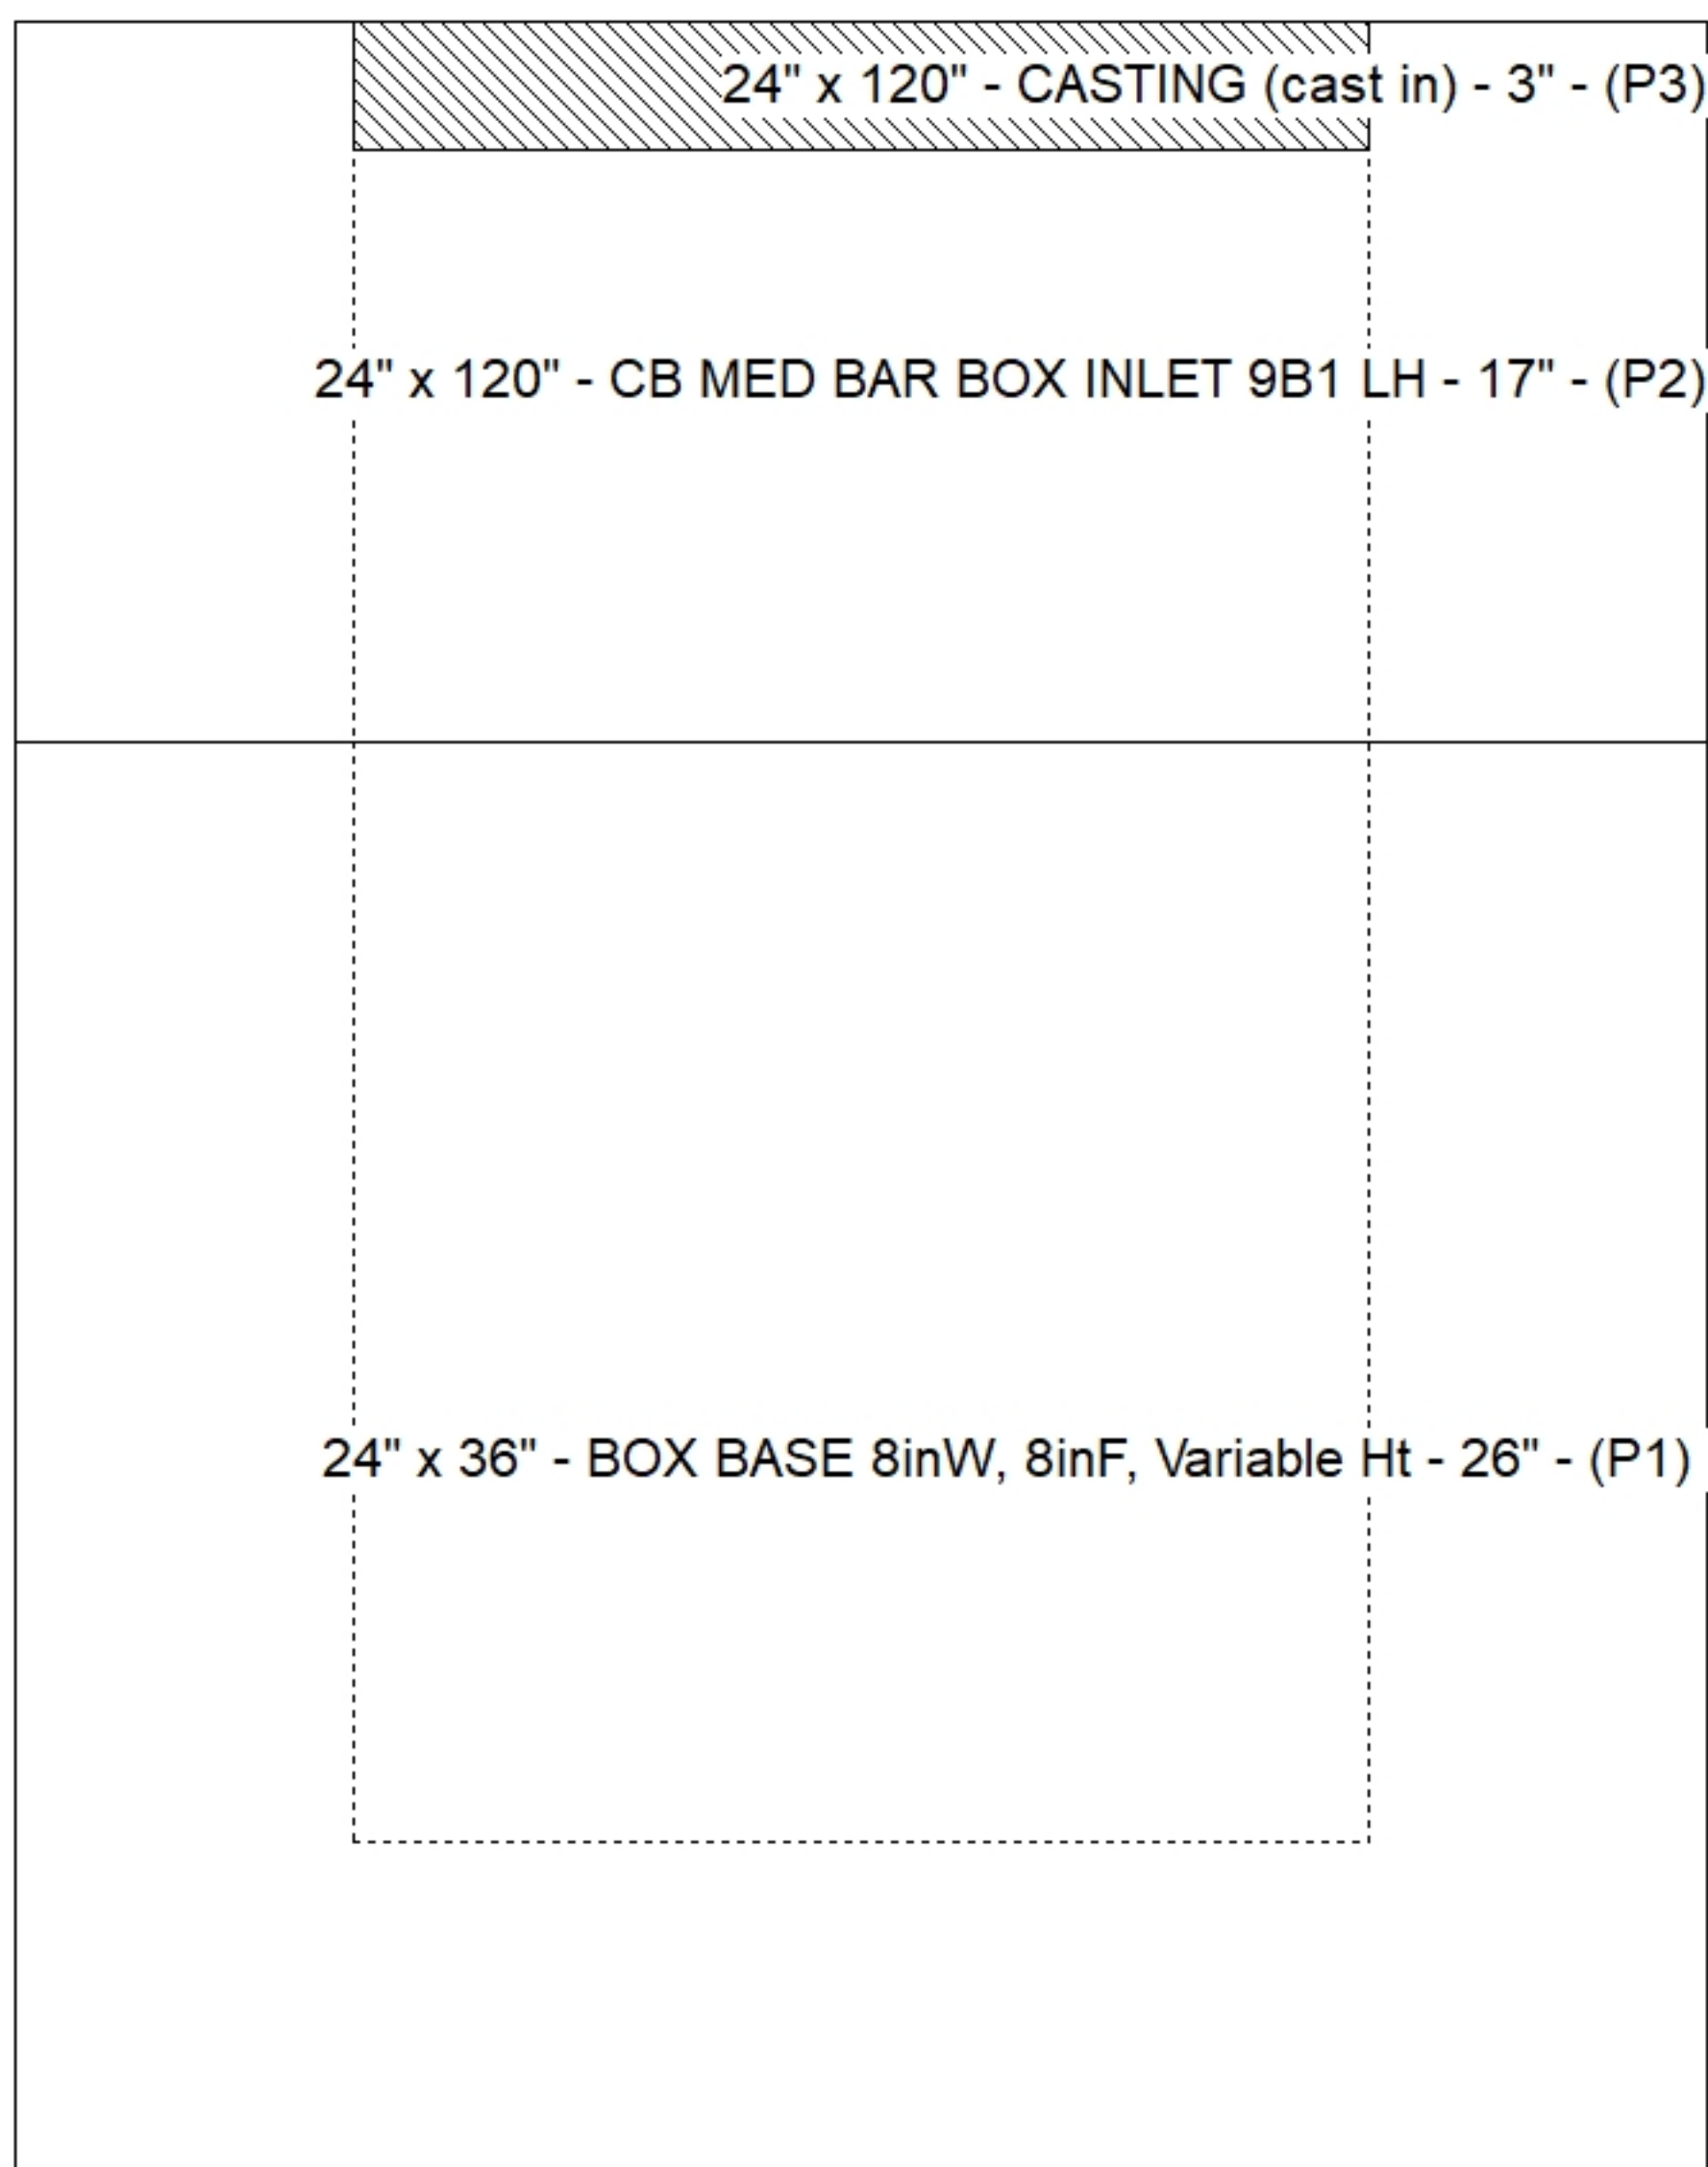 24" x 120" - CASTING (cast in) - 3" - (P3)
24" x 120" - CB MED BAR BOX INLET 9B1 LH - 17" - (P2)
24" x 36" - BOX BASE 8inW, 8inF, Variable Ht - 26" - (P1)